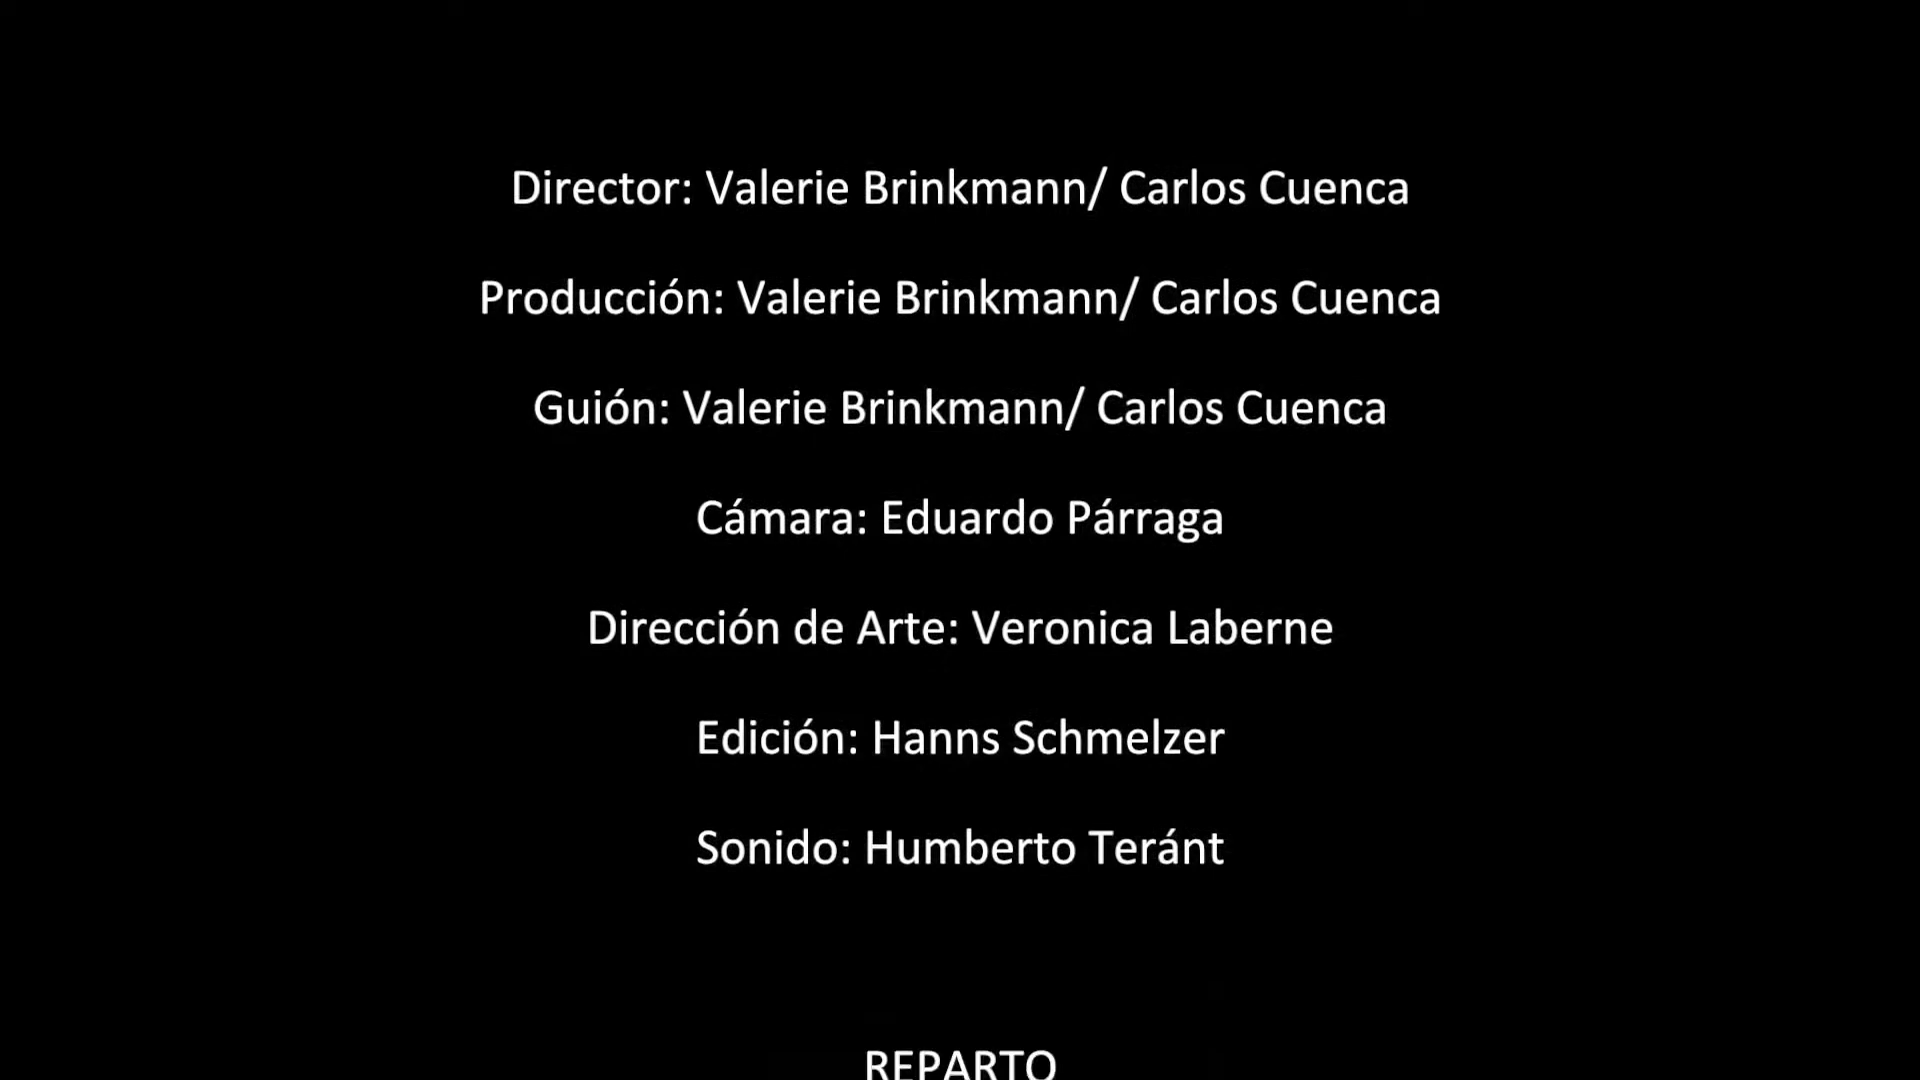 Director: Valerie Brinkmann/ Carlos Cuenca
Producción: Valerie Brinkmann/ Carlos Cuenca
Guión: Valerie Brinkmann/ Carlos Cuenca
Cámara: Eduardo Párraga
Dirección de Arte: Veronica Laberne
Edición: Hanns Schmelzer
Sonido: Humberto Teránt
REPARTO